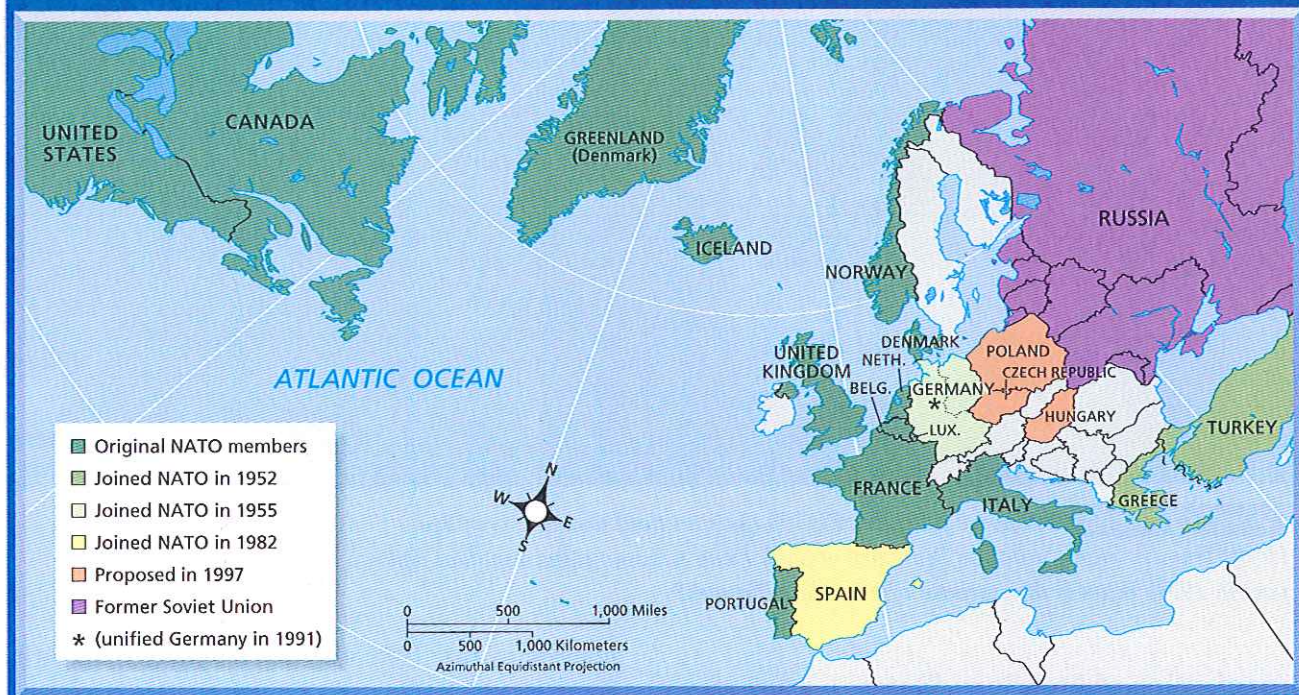 UNITED
STATES
CANADA
GREENLAND
(Denmark)
ICELAND
NORWAY
RUSSIA
ATLANTIC OCEAN
UNITED
KINGDOM
DENMARK
NETH.
BELG.
GERMANY
*
LUX.
POLAND
CZECH REPUBLIC
HUNGARY
TURKEY
FRANCE
ITALY
GREECE
PORTUGAL
SPAIN
Original NATO members
Joined NATO in 1952
Joined NATO in 1955
Joined NATO in 1982
Proposed in 1997
Former Soviet Union
* (unified Germany in 1991)
N
W
E
S
0 500 1,000 Miles
0 500 1,000 Kilometers
Azimuthal Equidistant Projection